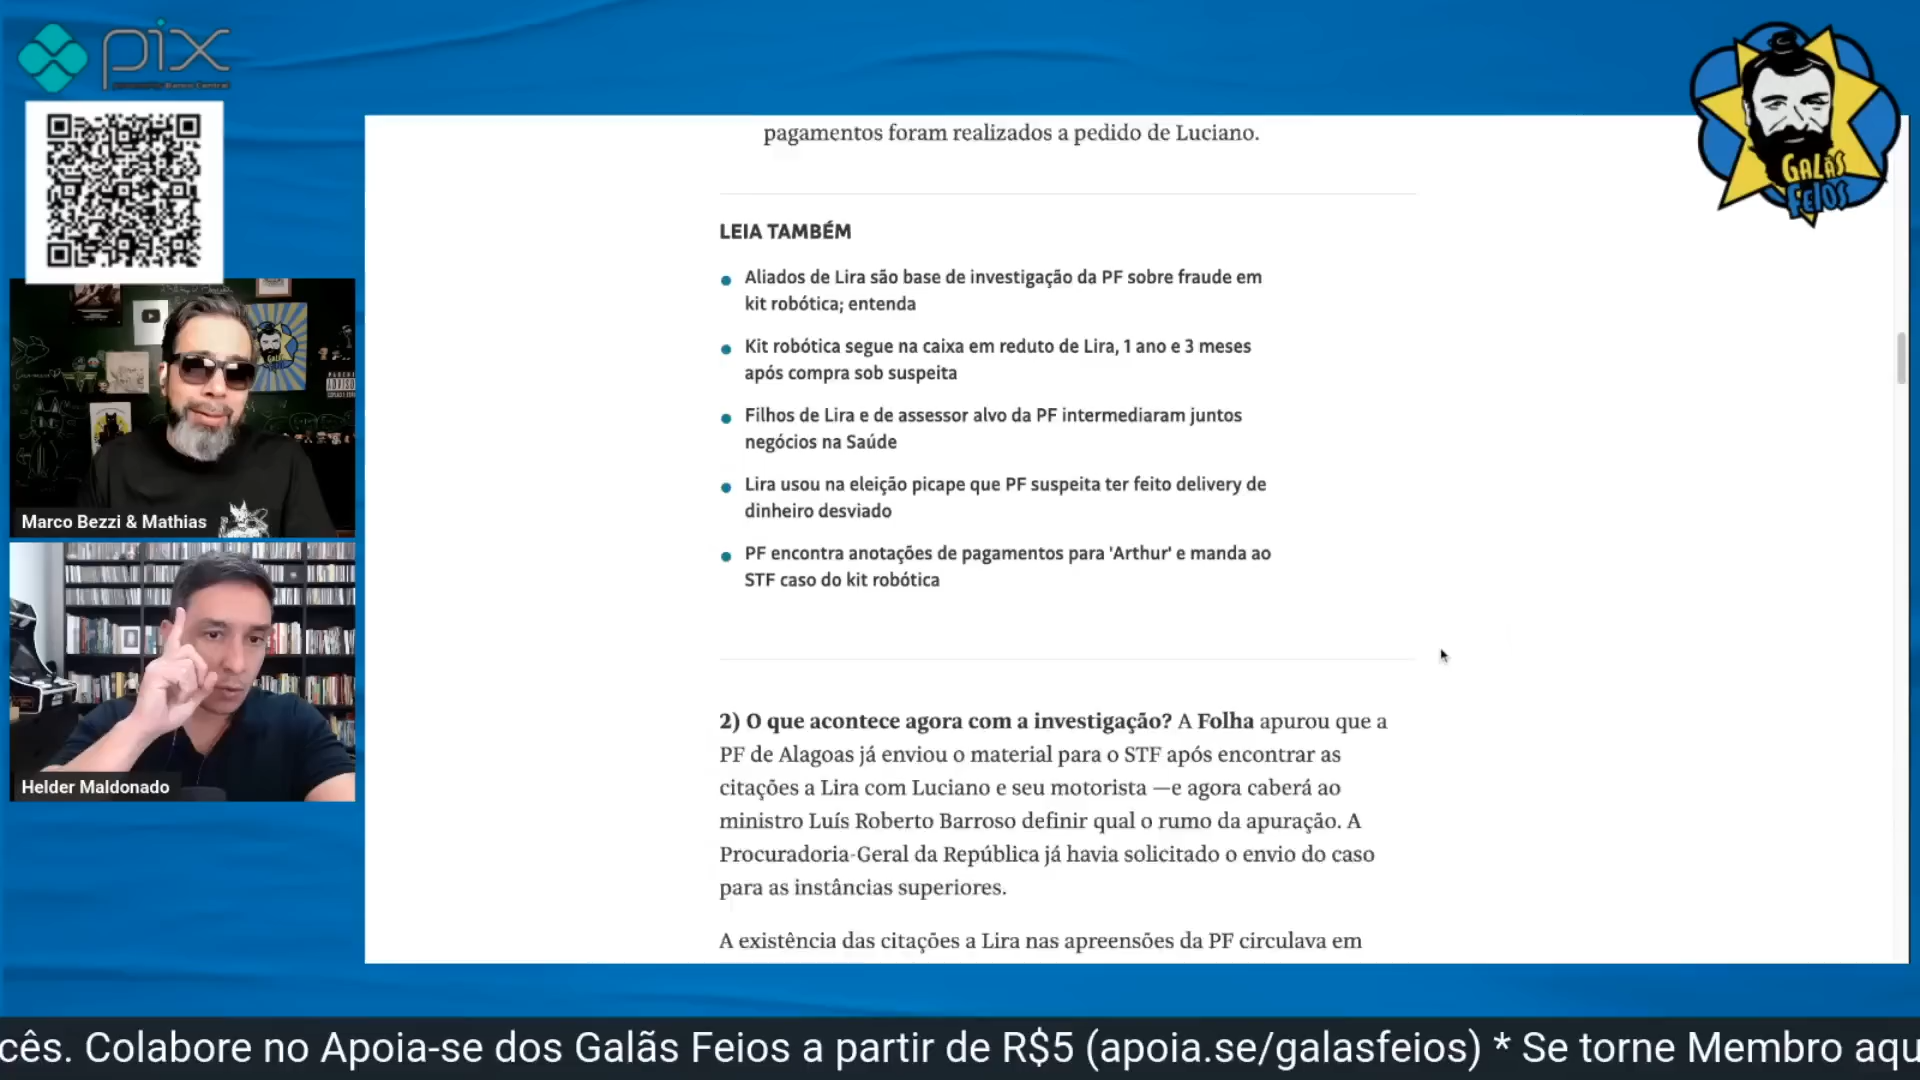 pix
pagamentos foram realizados a pedido de Luciano.
GALÃS
FEIOS
LEIA TAMBÉM
Aliados de Lira são base de investigação da PF sobre fraude em
kit robótica; entenda
Kit robótica segue na caixa em reduto de Lira, 1 ano e 3 meses
após compra sob suspeita
Filhos de Lira e de assessor alvo da PF intermediaram juntos
negócios na Saúde
Lira usou na eleição picape que PF suspeita ter feito delivery de
dinheiro desviado
PF encontra anotações de pagamentos para 'Arthur' e manda ao
STF caso do kit robótica
Marco Bezzi & Mathias
Helder Maldonado
2) O que acontece agora com a investigação? A Folha apurou que a
PF de Alagoas já enviou o material para o STF após encontrar as
citações a Lira com Luciano e seu motorista —e agora caberá ao
ministro Luís Roberto Barroso definir qual o rumo da apuração. A
Procuradoria-Geral da República já havia solicitado o envio do caso
para as instâncias superiores.
A existência das citações a Lira nas apreensões da PF circulava em
cês. Colabore no Apoia-se dos Galãs Feios a partir de R$5 (apoia.se/galasfeios) * Se torne Membro aqu